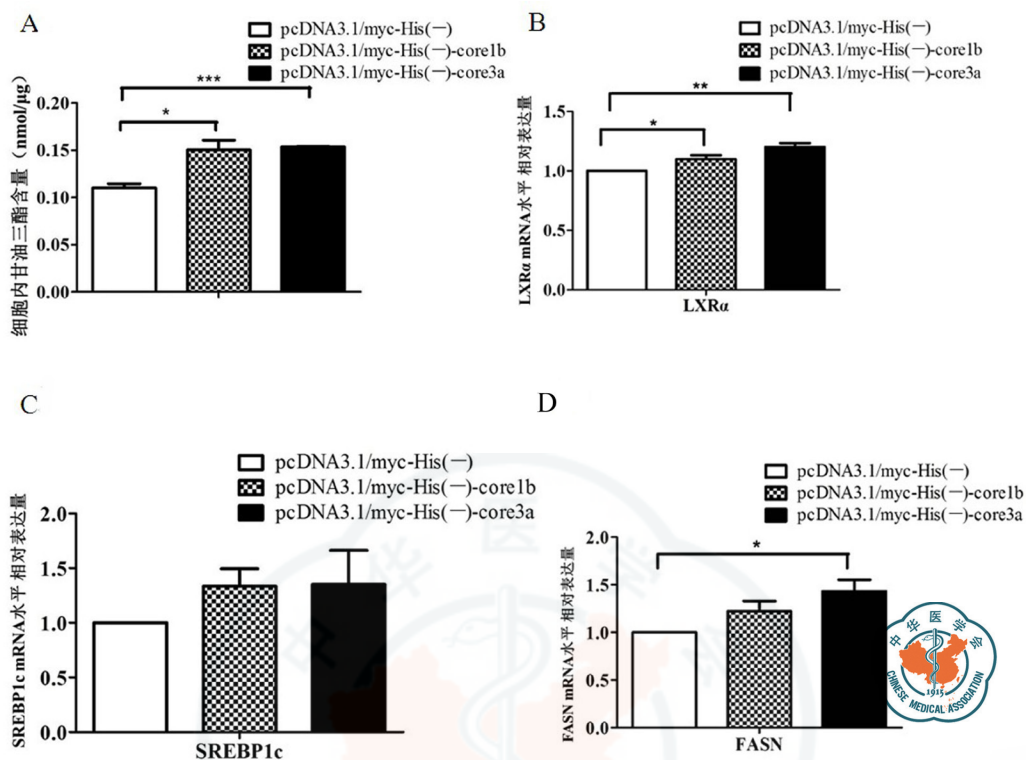 A
pcDNA3.1/myc-His(—)
pcDNA3.1/myc-His(—)-core1b
pcDNA3.1/myc-His(—)-core3a
细胞内甘油三酯含量（nmol/μg）
0.20
0.15
0.10
0.05
0.00
*
***
B
pcDNA3.1/myc-His(—)
pcDNA3.1/myc-His(—)-core1b
pcDNA3.1/myc-His(—)-core3a
LXRα mRNA水平 相对表达量
1.5
1.0
0.5
0.0
*
**
LXRα
C
pcDNA3.1/myc-His(—)
pcDNA3.1/myc-His(—)-core1b
pcDNA3.1/myc-His(—)-core3a
SREBP1c mRNA水平 相对表达量
2.0
1.5
1.0
0.5
0.0
SREBP1c
D
pcDNA3.1/myc-His(—)
pcDNA3.1/myc-His(—)-core1b
pcDNA3.1/myc-His(—)-core3a
FASN mRNA水平 相对表达量
2.0
1.5
1.0
0.5
0.0
*
FASN
中华医学会
1915
CHINESE MEDICAL ASSOCIATION
中华医